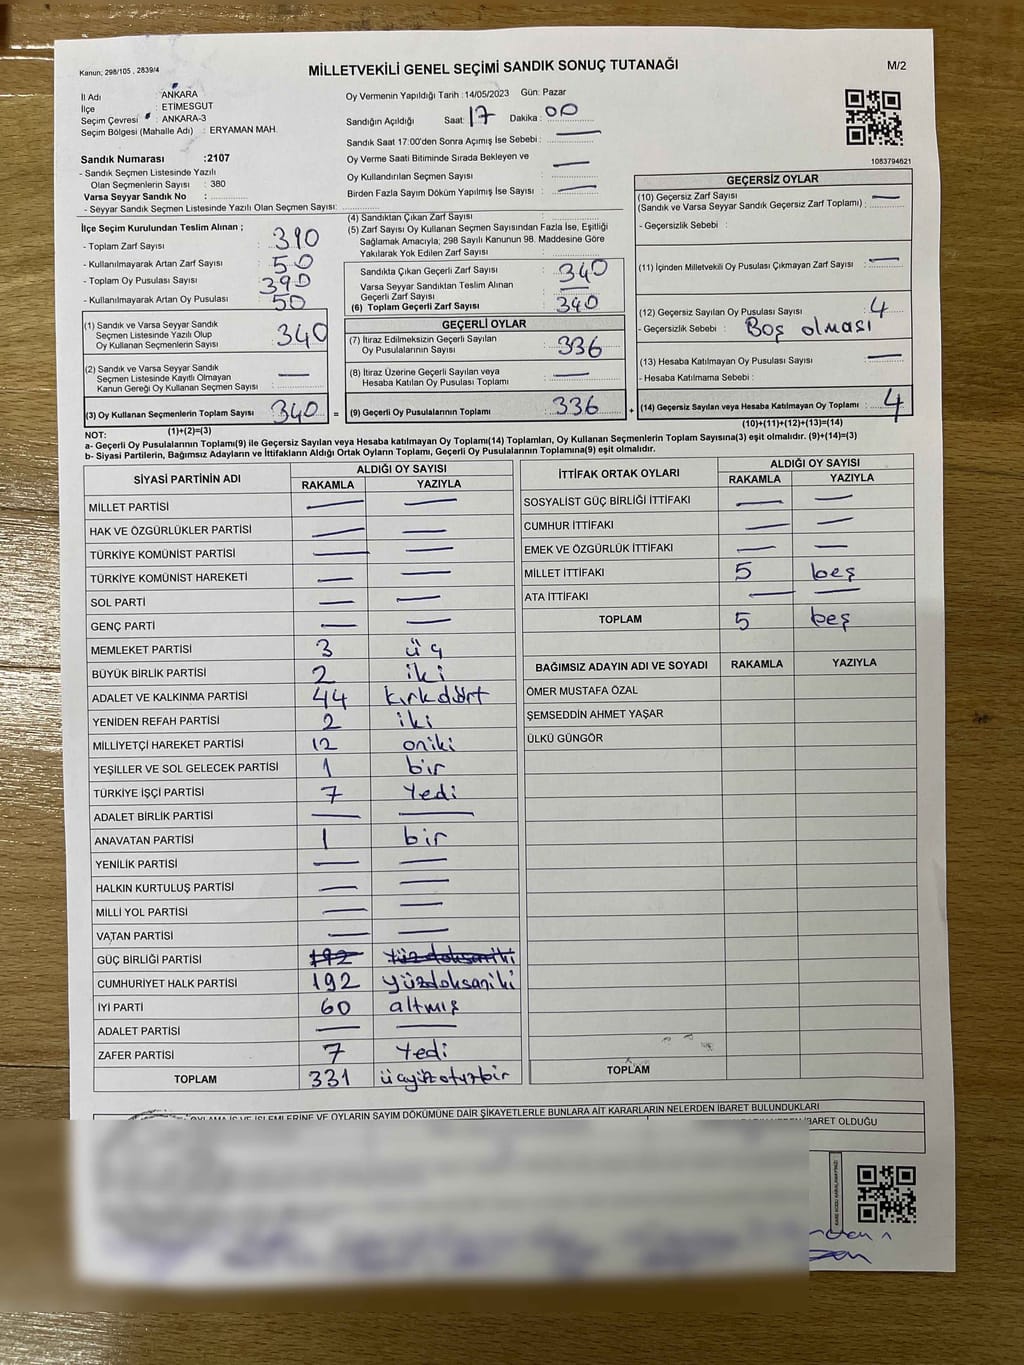 Kanun; 298/105 , 2839/4
MİLLETVEKİLİ GENEL SEÇİMİ SANDIK SONUÇ TUTANAĞI
M/2
İl Adı : ANKARA
İlçe : ETİMESGUT
Seçim Çevresi : ANKARA-3
Seçim Bölgesi (Mahalle Adı) : ERYAMAN MAH.
Oy Vermenin Yapıldığı Tarih :14/05/2023 Gün: Pazar
Sandığın Açıldığı Saat: 17 Dakika : 00
Sandık Saat 17:00'den Sonra Açılmış İse Sebebi : —
Oy Verme Saati Bitiminde Sırada Bekleyen ve
Oy Kullandırılan Seçmen Sayısı : —
Birden Fazla Sayım Döküm Yapılmış İse Sayısı : —
1083794621
Sandık Numarası :2107
- Sandık Seçmen Listesinde Yazılı
Olan Seçmenlerin Sayısı : 380
Varsa Seyyar Sandık No :
- Seyyar Sandık Seçmen Listesinde Yazılı Olan Seçmen Sayısı:
İlçe Seçim Kurulundan Teslim Alınan ;
- Toplam Zarf Sayısı : 390
- Kullanılmayarak Artan Zarf Sayısı : 50
- Toplam Oy Pusulası Sayısı : 390
- Kullanılmayarak Artan Oy Pusulası : 50
(1) Sandık ve Varsa Seyyar Sandık
Seçmen Listesinde Yazılı Olup
Oy Kullanan Seçmenlerin Sayısı : 340
(2) Sandık ve Varsa Seyyar Sandık
Seçmen Listesinde Kayıtlı Olmayan
Kanun Gereği Oy Kullanan Seçmen Sayısı : —
(3) Oy Kullanan Seçmenlerin Toplam Sayısı : 340 =
(1)+(2)=(3)
(4) Sandıktan Çıkan Zarf Sayısı :
(5) Zarf Sayısı Oy Kullanan Seçmen Sayısından Fazla İse, Eşitliği
Sağlamak Amacıyla; 298 Sayılı Kanunun 98. Maddesine Göre
Yakılarak Yok Edilen Zarf Sayısı :
Sandıkta Çıkan Geçerli Zarf Sayısı : 340
Varsa Seyyar Sandıktan Teslim Alınan
Geçerli Zarf Sayısı : —
(6) Toplam Geçerli Zarf Sayısı : 340
GEÇERLİ OYLAR
(7) İtiraz Edilmeksizin Geçerli Sayılan
Oy Pusulalarının Sayısı : 336
(8) İtiraz Üzerine Geçerli Sayılan veya
Hesaba Katılan Oy Pusulası Toplamı : —
(9) Geçerli Oy Pusulalarının Toplamı : 336 +
GEÇERSİZ OYLAR
(10) Geçersiz Zarf Sayısı
(Sandık ve Varsa Seyyar Sandık Geçersiz Zarf Toplamı) : —
- Geçersizlik Sebebi :
(11) İçinden Milletvekili Oy Pusulası Çıkmayan Zarf Sayısı : —
(12) Geçersiz Sayılan Oy Pusulası Sayısı : 4
- Geçersizlik Sebebi : Boş olması
(13) Hesaba Katılmayan Oy Pusulası Sayısı : —
- Hesaba Katılmama Sebebi :
(14) Geçersiz Sayılan veya Hesaba Katılmayan Oy Toplamı : 4
(10)+(11)+(12)+(13)=(14)
NOT:
a- Geçerli Oy Pusulalarının Toplamı(9) ile Geçersiz Sayılan veya Hesaba katılmayan Oy Toplamı(14) Toplamları, Oy Kullanan Seçmenlerin Toplam Sayısına(3) eşit olmalıdır. (9)+(14)=(3)
b- Siyasi Partilerin, Bağımsız Adayların ve İttifakların Aldığı Ortak Oyların Toplamı, Geçerli Oy Pusulalarının Toplamına(9) eşit olmalıdır.
SİYASİ PARTİNİN ADI ALDIĞI OY SAYISI
RAKAMLA YAZIYLA
MİLLET PARTİSİ — —
HAK VE ÖZGÜRLÜKLER PARTİSİ — —
TÜRKİYE KOMÜNİST PARTİSİ — —
TÜRKİYE KOMÜNİST HAREKETİ — —
SOL PARTİ — —
GENÇ PARTİ — —
MEMLEKET PARTİSİ 3 üç
BÜYÜK BİRLİK PARTİSİ 2 iki
ADALET VE KALKINMA PARTİSİ 44 kırkdört
YENİDEN REFAH PARTİSİ 2 iki
MİLLİYETÇİ HAREKET PARTİSİ 12 oniki
YEŞİLLER VE SOL GELECEK PARTİSİ 1 bir
TÜRKİYE İŞÇİ PARTİSİ 7 Yedi
ADALET BİRLİK PARTİSİ — —
ANAVATAN PARTİSİ 1 bir
YENİLİK PARTİSİ — —
HALKIN KURTULUŞ PARTİSİ — —
MİLLİ YOL PARTİSİ — —
VATAN PARTİSİ — —
GÜÇ BİRLİĞİ PARTİSİ 192 Yüzdoksaniki
CUMHURİYET HALK PARTİSİ 192 yüzdoksaniki
İYİ PARTİ 60 altmış
ADALET PARTİSİ — —
ZAFER PARTİSİ 7 Yedi
TOPLAM 331 üçyüzotuzbir
İTTİFAK ORTAK OYLARI ALDIĞI OY SAYISI
RAKAMLA YAZIYLA
SOSYALİST GÜÇ BİRLİĞİ İTTİFAKI — —
CUMHUR İTTİFAKI — —
EMEK VE ÖZGÜRLÜK İTTİFAKI — —
MİLLET İTTİFAKI 5 beş
ATA İTTİFAKI — —
TOPLAM 5 beş
BAĞIMSIZ ADAYIN ADI VE SOYADI RAKAMLA YAZIYLA
ÖMER MUSTAFA ÖZAL
ŞEMSEDDİN AHMET YAŞAR
ÜLKÜ GÜNGÖR
TOPLAM
OYLAMA İŞ VE İŞLEMLERİNE VE OYLARIN SAYIM DÖKÜMÜNE DAİR ŞİKAYETLERLE BUNLARA AİT KARARLARIN NELERDEN İBARET BULUNDUKLARI
İBARET OLDUĞU